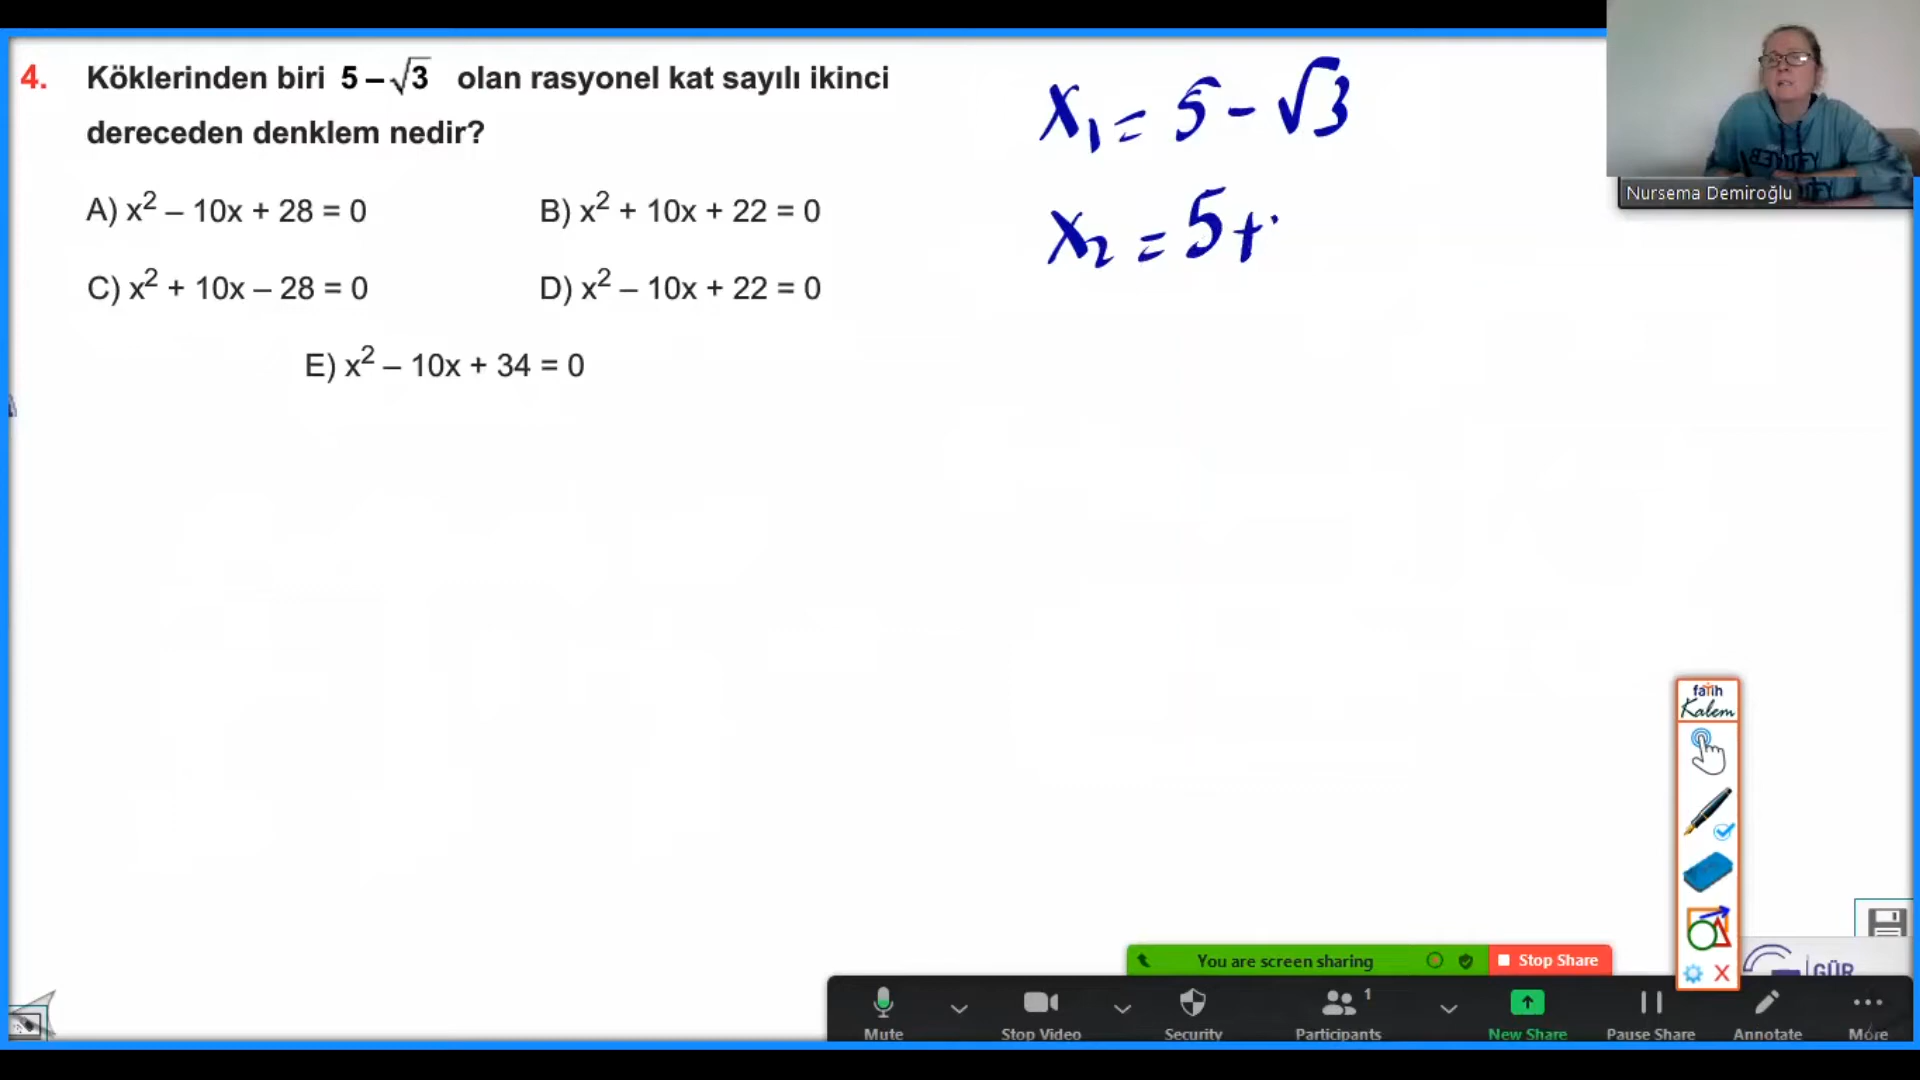 4. Köklerinden biri 5 – √3 olan rasyonel kat sayılı ikinci
dereceden denklem nedir?
A) x² – 10x + 28 = 0
B) x² + 10x + 22 = 0
C) x² + 10x – 28 = 0
D) x² – 10x + 22 = 0
E) x² – 10x + 34 = 0
x₁ = 5 - √3
x₂ = 5 +
Nursema Demiroğlu
fatih
Kalem
GÜR
You are screen sharing
Stop Share
Mute
Stop Video
Security
Participants 1
New Share
Pause Share
Annotate
More